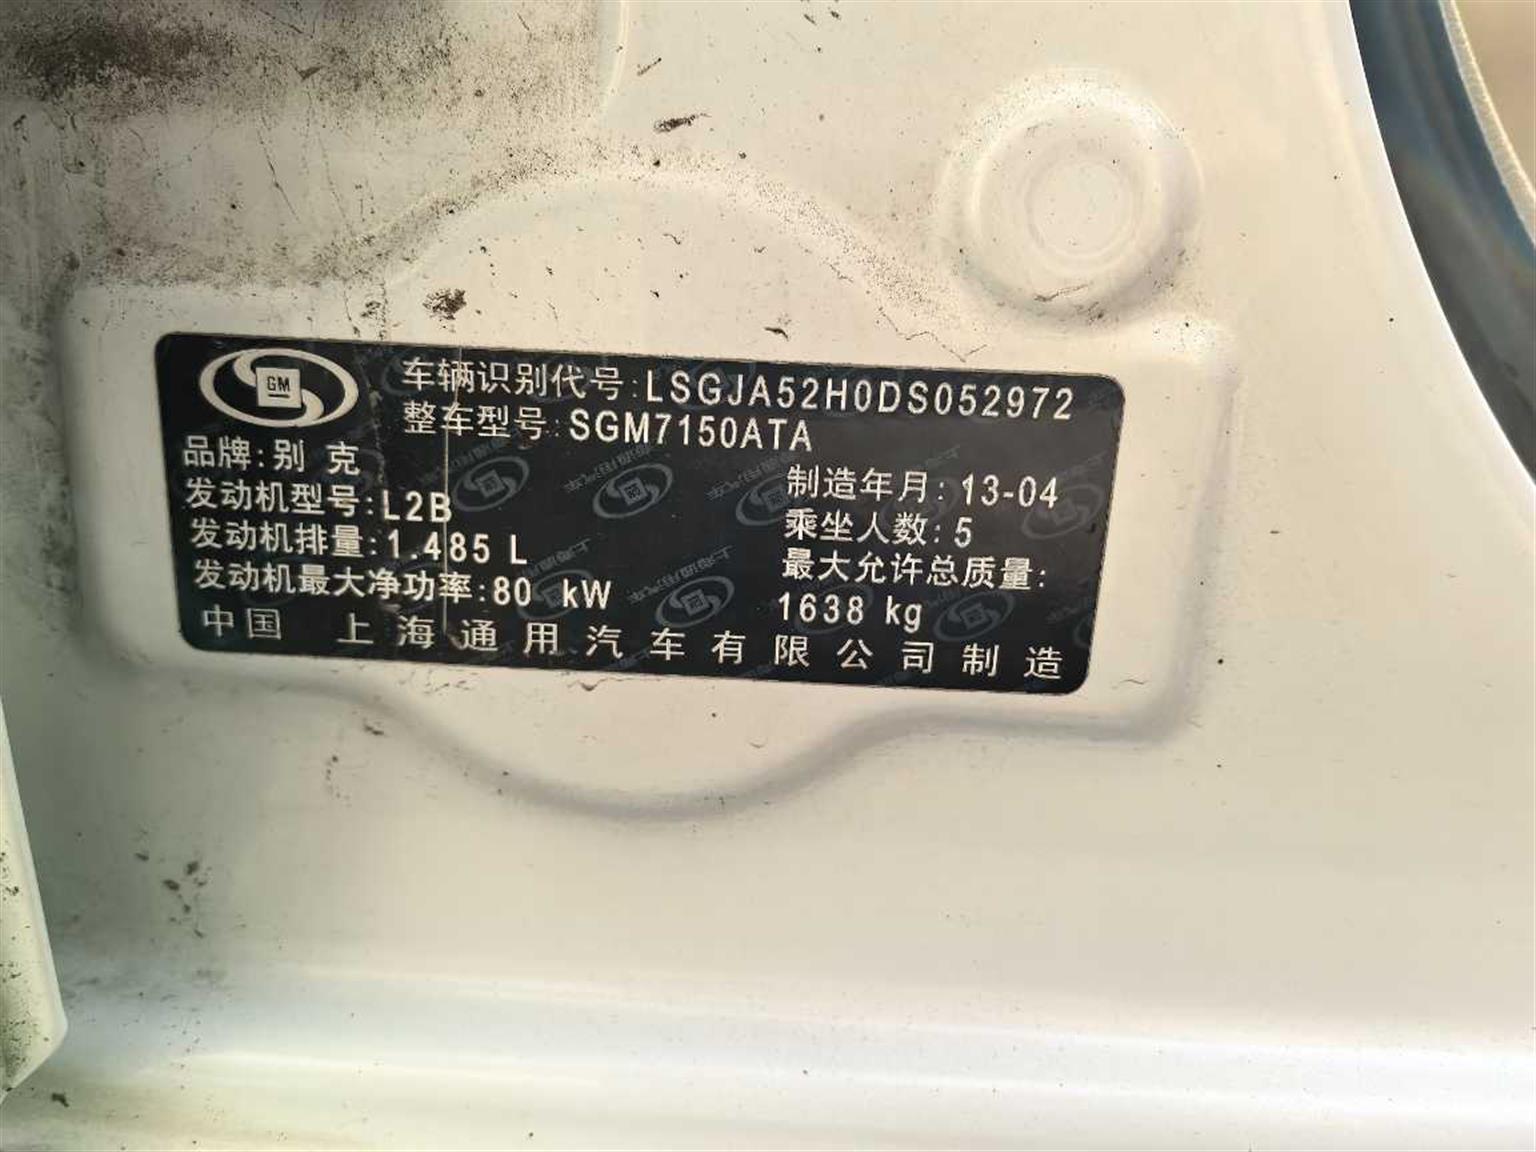 GM
车辆识别代号:LSGJA52H0DS052972
整车型号:SGM7150ATA
品牌:别 克
发动机型号:L2B
制造年月:13-04
发动机排量:1.485 L
乘坐人数:5
发动机最大净功率:80 kW
最大允许总质量:
1638 kg
中国 上海通用汽车有限公司制造